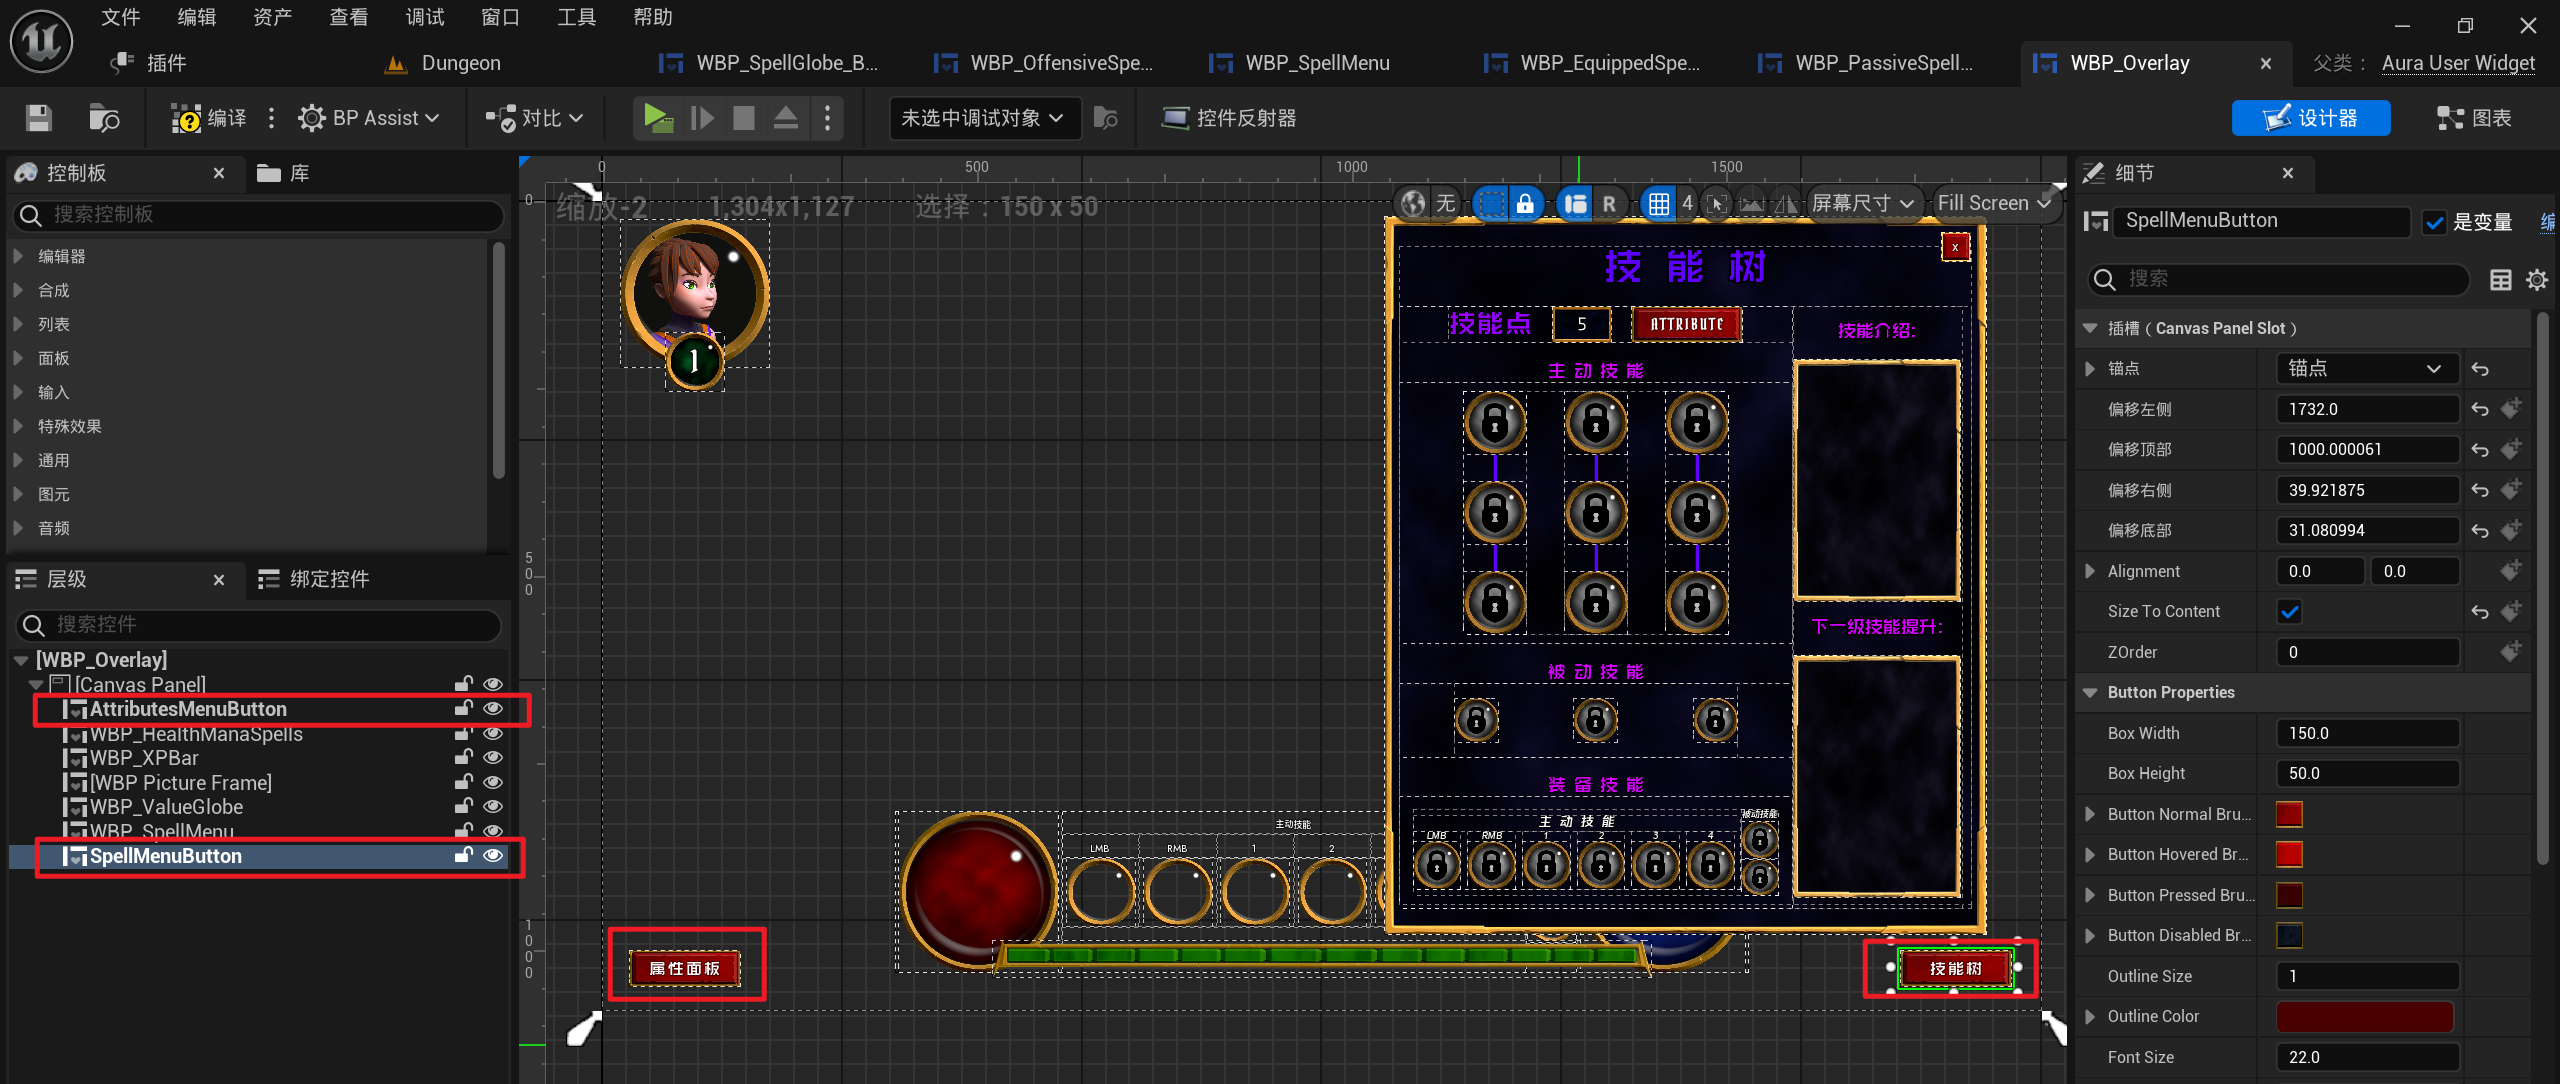 文件 编辑 资产 查看 调试 窗口 工具 帮助
插件 Dungeon WBP_SpellGlobe_B... WBP_OffensiveSpe... WBP_SpellMenu WBP_EquippedSpe... WBP_PassiveSpell... WBP_Overlay 父类： Aura User Widget
编译 BP Assist 对比 未选中调试对象 控件反射器 设计器 图表
控制板 库
搜索控制板
编辑器
合成
列表
面板
输入
特殊效果
通用
图元
音频
层级 绑定控件
搜索控件
[WBP_Overlay]
[Canvas Panel]
AttributesMenuButton
WBP_HealthManaSpells
WBP_XPBar
[WBP Picture Frame]
WBP_ValueGlobe
WBP_SpellMenu
SpellMenuButton
0 500 1000 1500
0
500
1000
缩放-2 1,304x1,127 选择：150 x 50
无 R 4 屏幕尺寸 Fill Screen
1
技能树
x
技能点 5 ATTRIBUTE 技能介绍:
主动技能
下一级技能提升:
被动技能
装备技能
主动技能 被动技能
LMB RMB 1 2 3 4
主动技能
LMB RMB 1 2
属性面板
技能树
细节
SpellMenuButton 是变量 编
搜索
插槽（Canvas Panel Slot）
锚点 锚点
偏移左侧 1732.0
偏移顶部 1000.000061
偏移右侧 39.921875
偏移底部 31.080994
Alignment 0.0 0.0
Size To Content
ZOrder 0
Button Properties
Box Width 150.0
Box Height 50.0
Button Normal Bru...
Button Hovered Br...
Button Pressed Bru...
Button Disabled Br...
Outline Size 1
Outline Color
Font Size 22.0